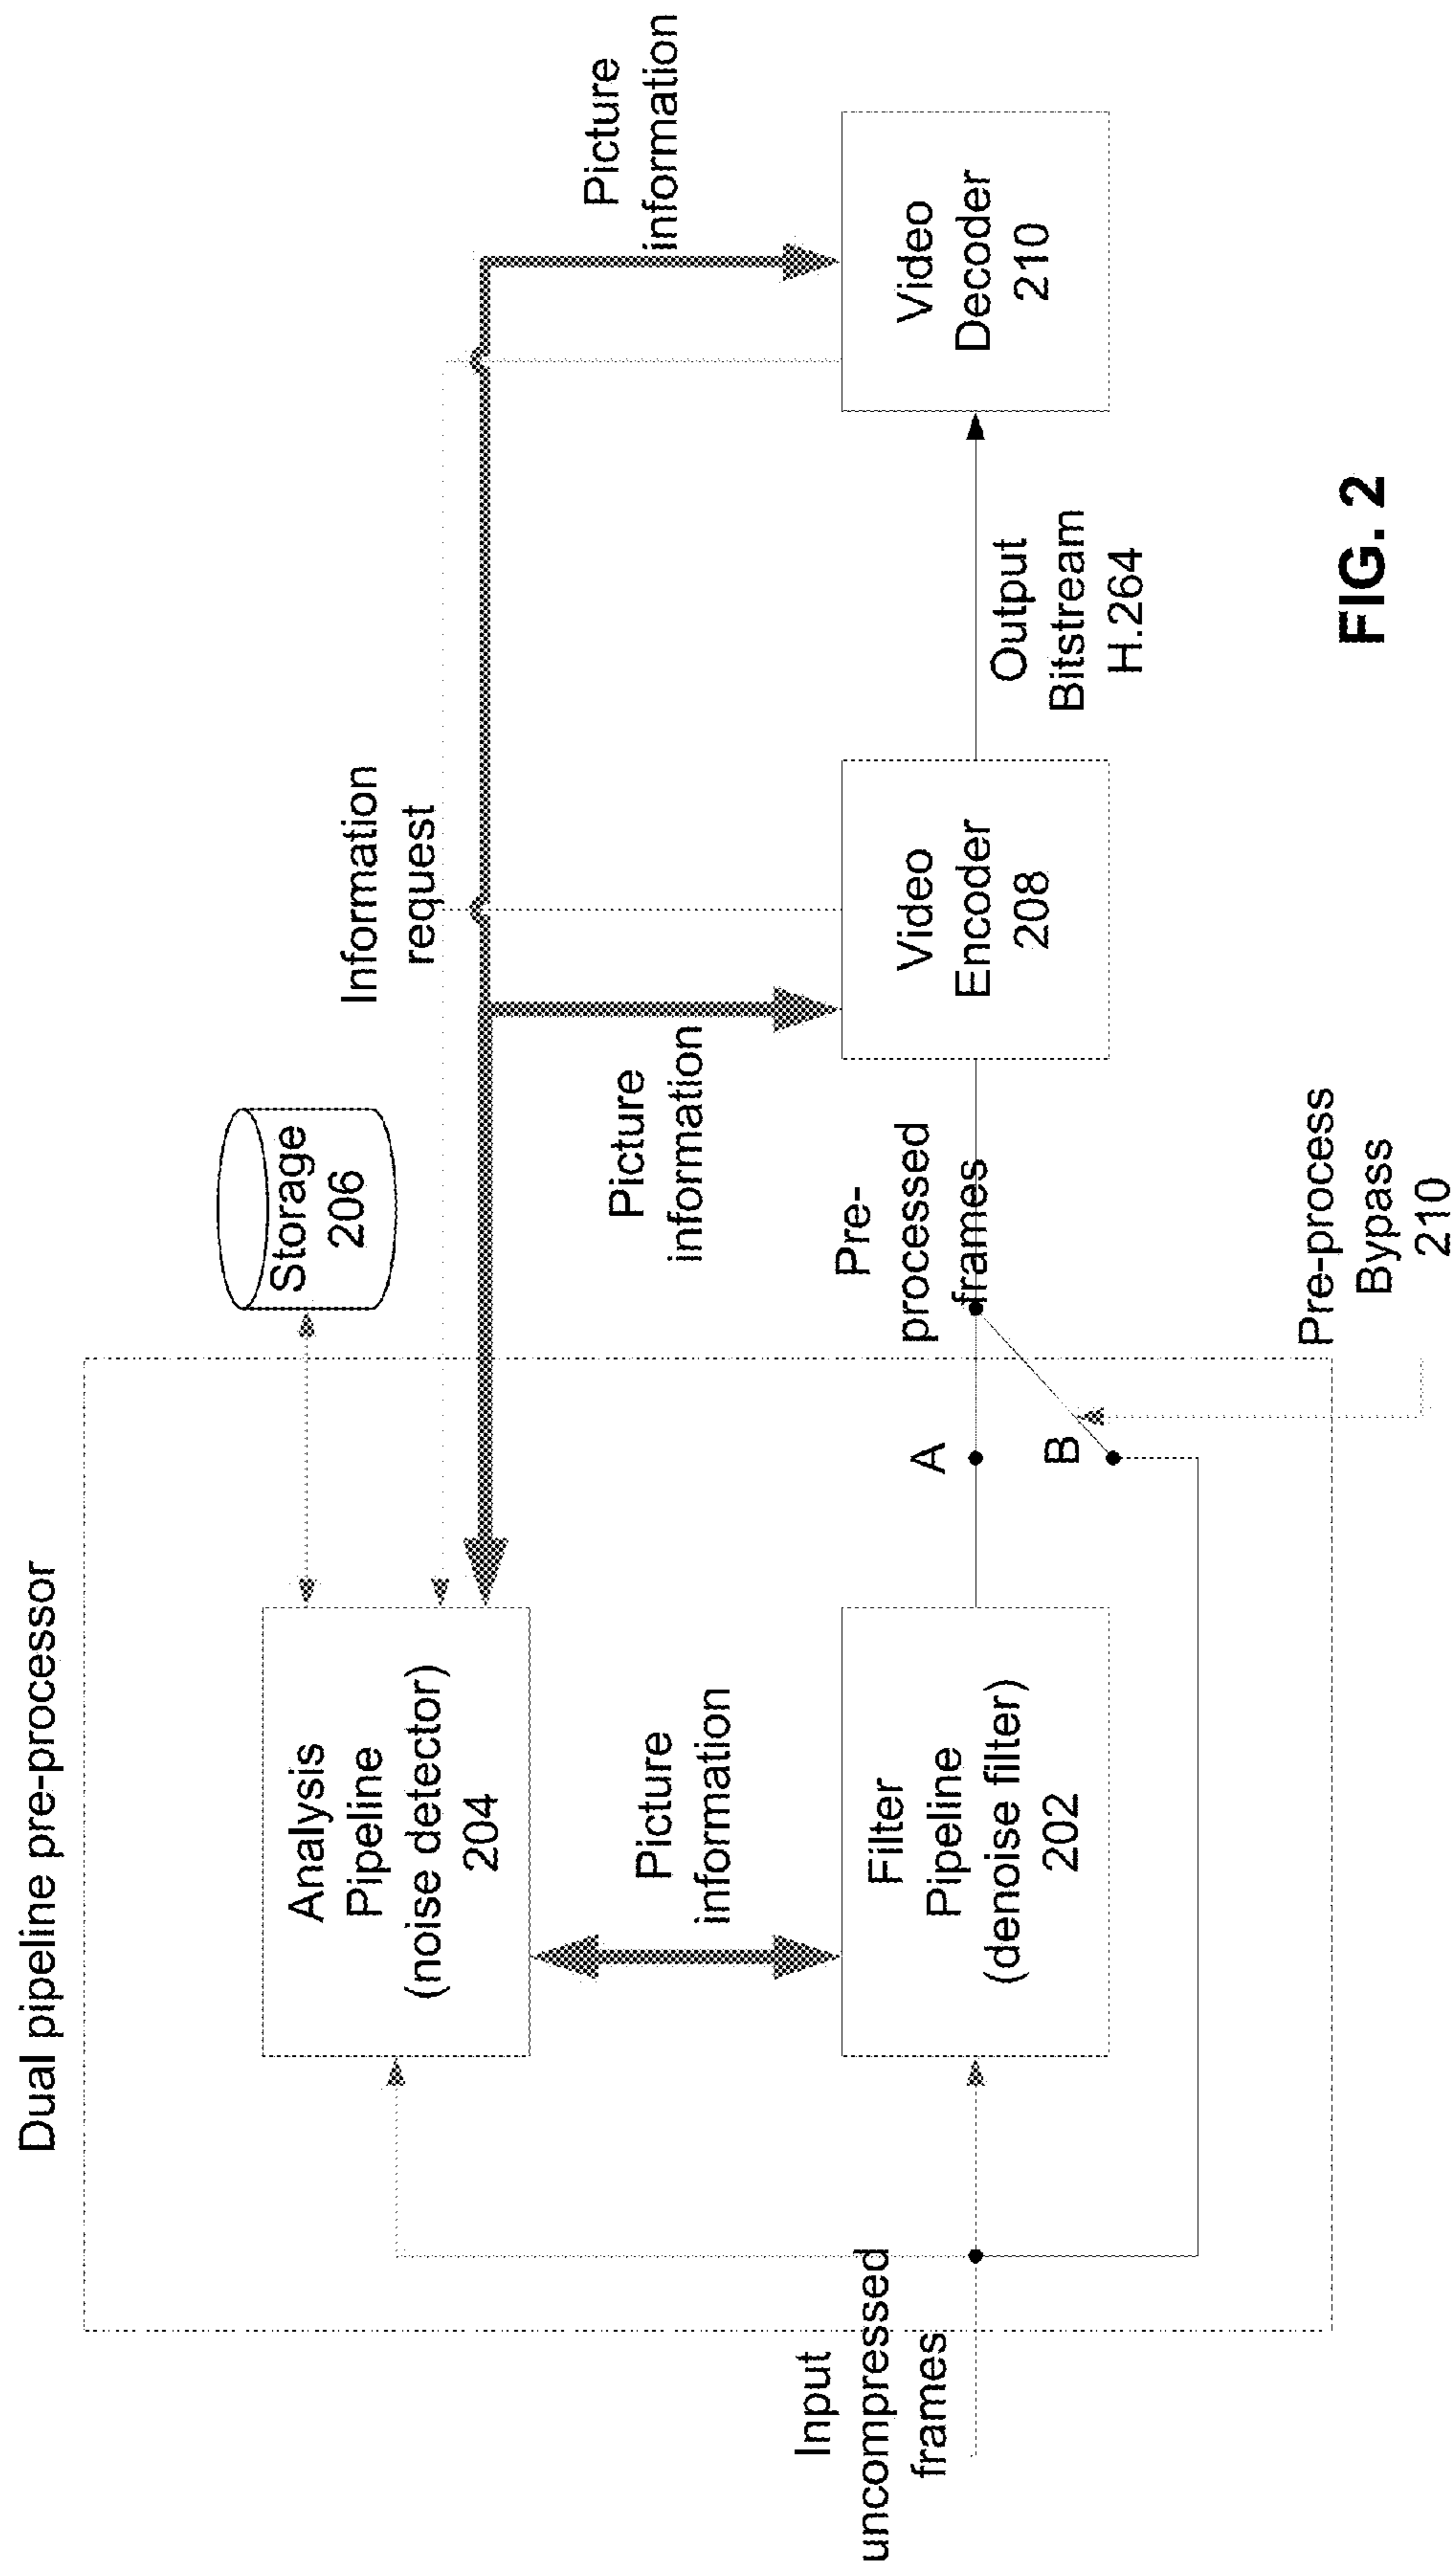 Dual pipeline pre-processor
Analysis
Pipeline
(noise detector)
204
Storage
206
Information
request
Picture
information
Picture
information
Picture
information
Input
uncompressed
frames
Filter
Pipeline
(denoise filter)
202
A
B
Pre-
processed
frames
Video
Encoder
208
Output
Bitstream
H.264
Video
Decoder
210
Pre-process
Bypass
210
FIG. 2